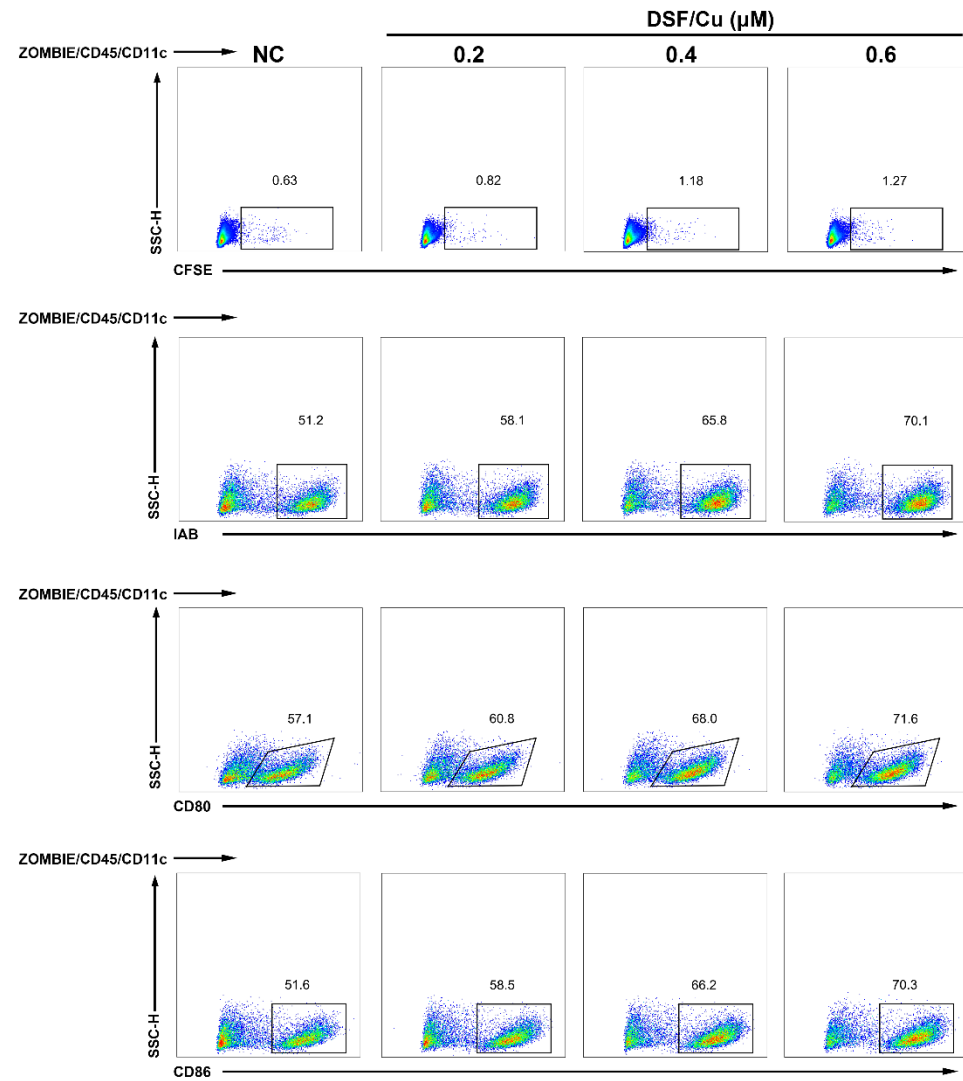 DSF/Cu (μM)
ZOMBIE/CD45/CD11c
NC 0.2 0.4 0.6
SSC-H
0.63 0.82 1.18 1.27
CFSE
ZOMBIE/CD45/CD11c
SSC-H
51.2 58.1 65.8 70.1
IAB
ZOMBIE/CD45/CD11c
SSC-H
57.1 60.8 68.0 71.6
CD80
ZOMBIE/CD45/CD11c
SSC-H
51.6 58.5 66.2 70.3
CD86